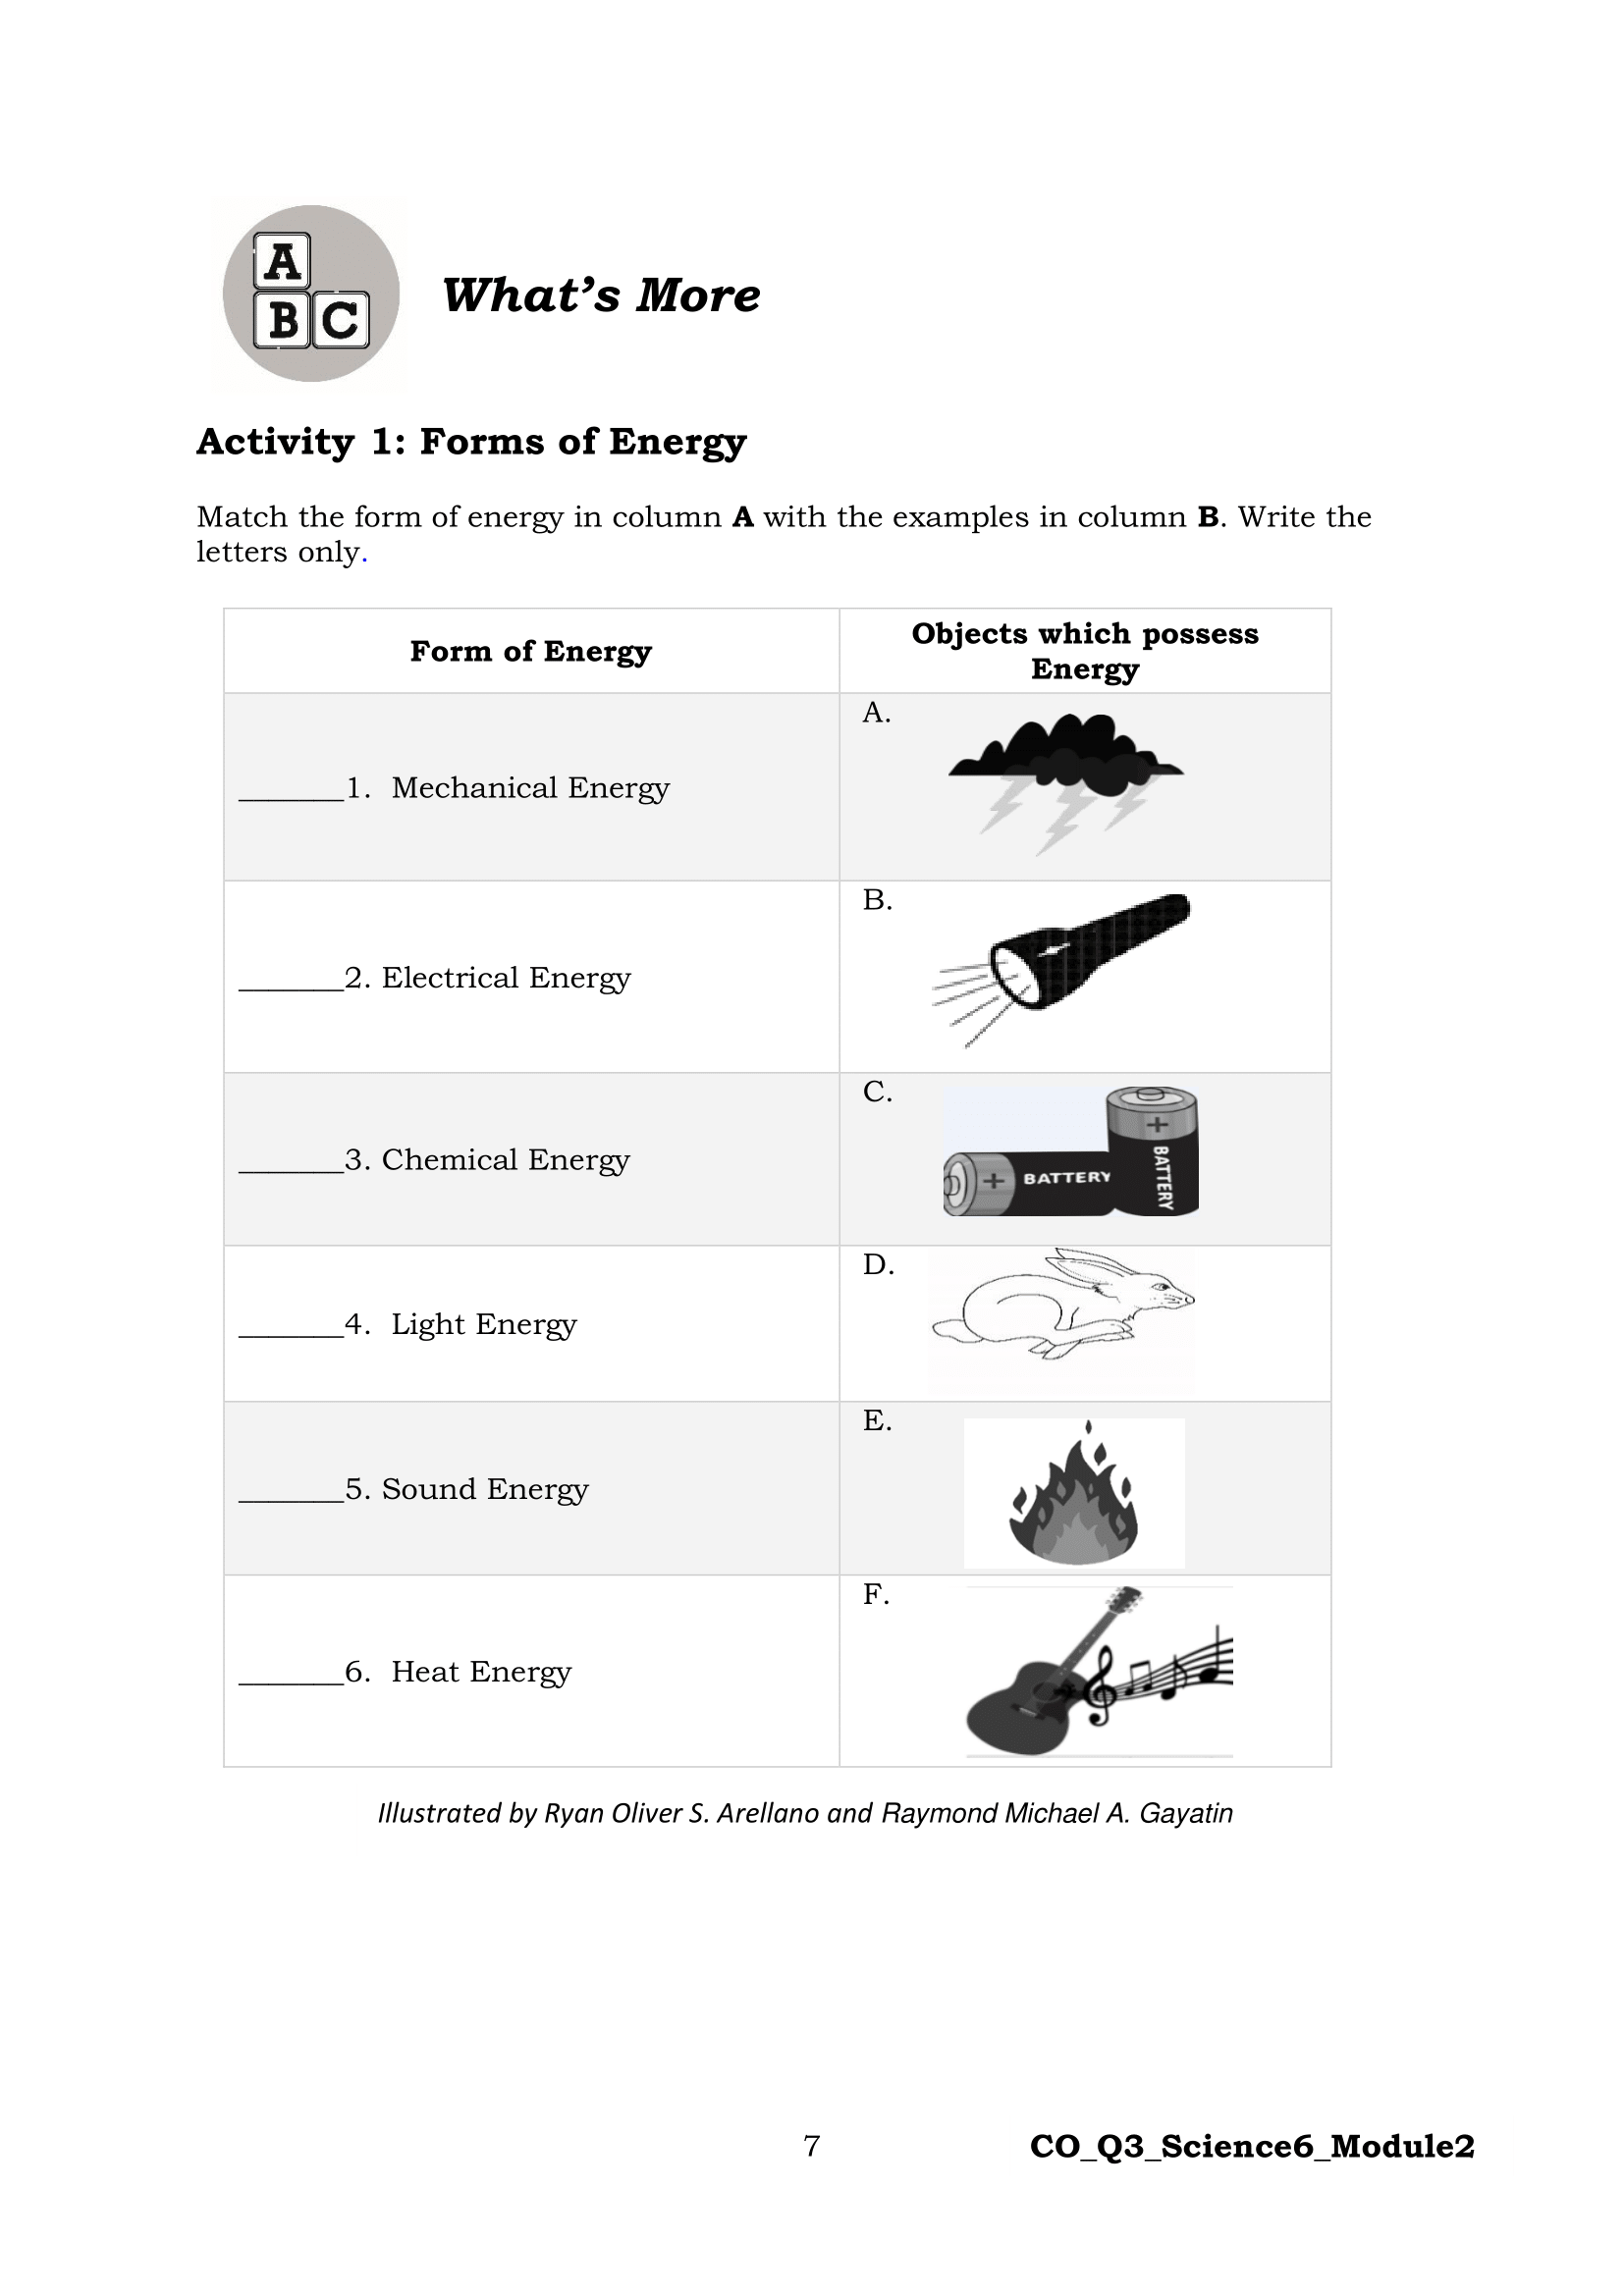 A
B C
What's More
Activity 1: Forms of Energy
Match the form of energy in column A with the examples in column B. Write the
letters only.
Form of Energy
Objects which possess
Energy
_______1. Mechanical Energy
A.
_______2. Electrical Energy
B.
_______3. Chemical Energy
C.
BATTERY
BATTERY
_______4. Light Energy
D.
_______5. Sound Energy
E.
_______6. Heat Energy
F.
Illustrated by Ryan Oliver S. Arellano and Raymond Michael A. Gayatin
7
CO_Q3_Science6_Module2